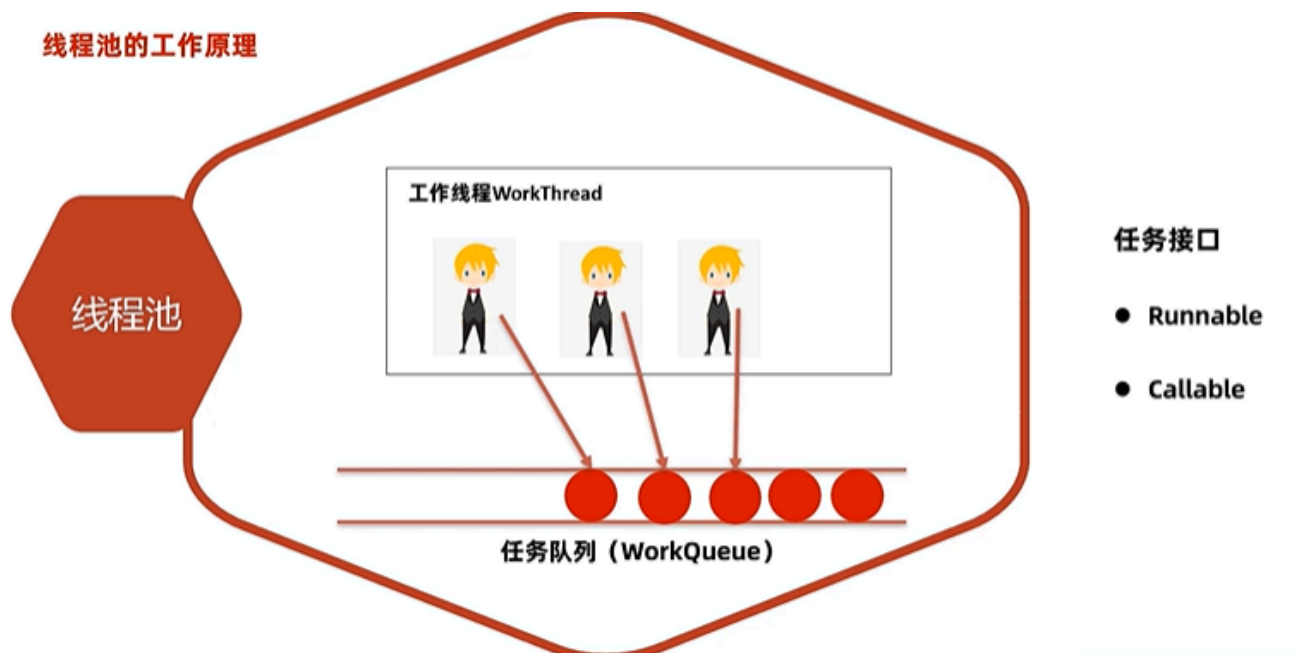 线程池的工作原理
线程池
工作线程WorkThread
任务队列（WorkQueue）
任务接口
● Runnable
● Callable